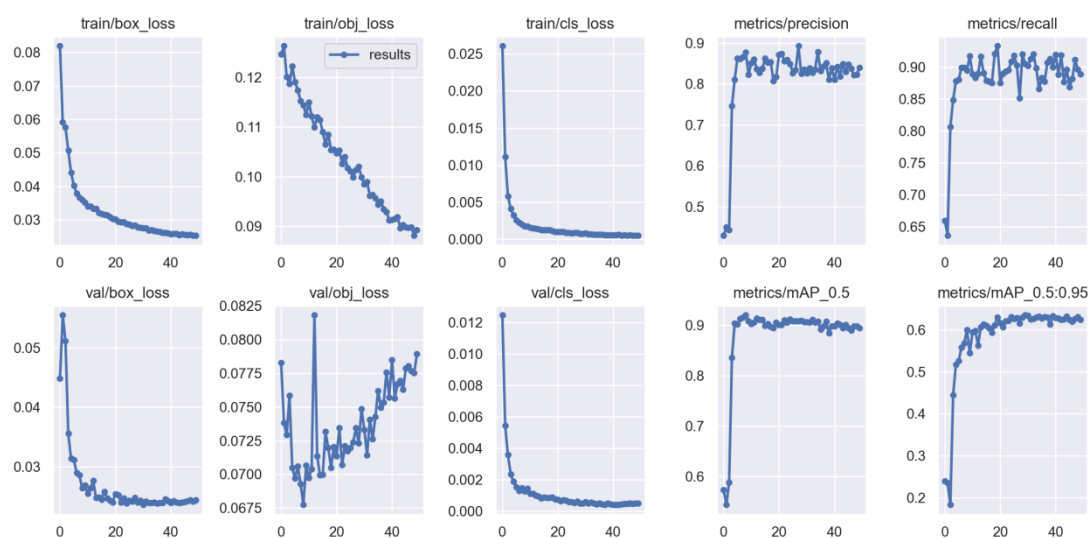 train/box_loss
0.08
0.07
0.06
0.05
0.04
0.03
0 20 40
train/obj_loss
results
0.12
0.11
0.10
0.09
0 20 40
train/cls_loss
0.025
0.020
0.015
0.010
0.005
0.000
0 20 40
metrics/precision
0.9
0.8
0.7
0.6
0.5
0 20 40
metrics/recall
0.90
0.85
0.80
0.75
0.70
0.65
0 20 40
val/box_loss
0.05
0.04
0.03
0 20 40
val/obj_loss
0.0825
0.0800
0.0775
0.0750
0.0725
0.0700
0.0675
0 20 40
val/cls_loss
0.012
0.010
0.008
0.006
0.004
0.002
0.000
0 20 40
metrics/mAP_0.5
0.9
0.8
0.7
0.6
0 20 40
metrics/mAP_0.5:0.95
0.6
0.5
0.4
0.3
0.2
0 20 40